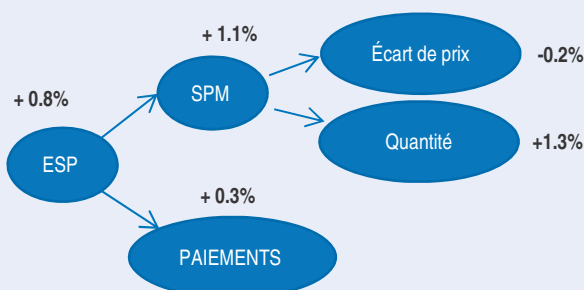 + 1.1%
Écart de prix
-0.2%
SPM
+ 0.8%
Quantité
+1.3%
ESP
+ 0.3%
PAIEMENTS